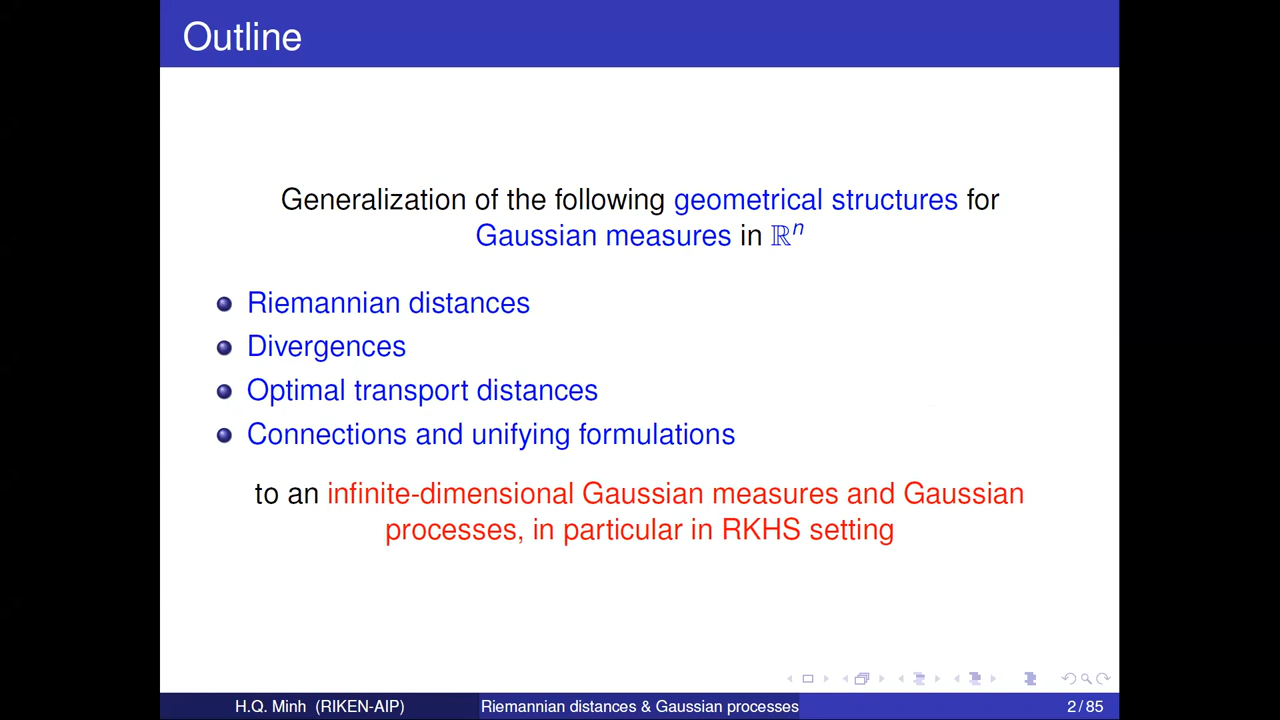 Outline
Generalization of the following geometrical structures for
Gaussian measures in ℝⁿ
Riemannian distances
Divergences
Optimal transport distances
Connections and unifying formulations
to an infinite-dimensional Gaussian measures and Gaussian
processes, in particular in RKHS setting
H.Q. Minh (RIKEN-AIP) Riemannian distances & Gaussian processes 2 / 85